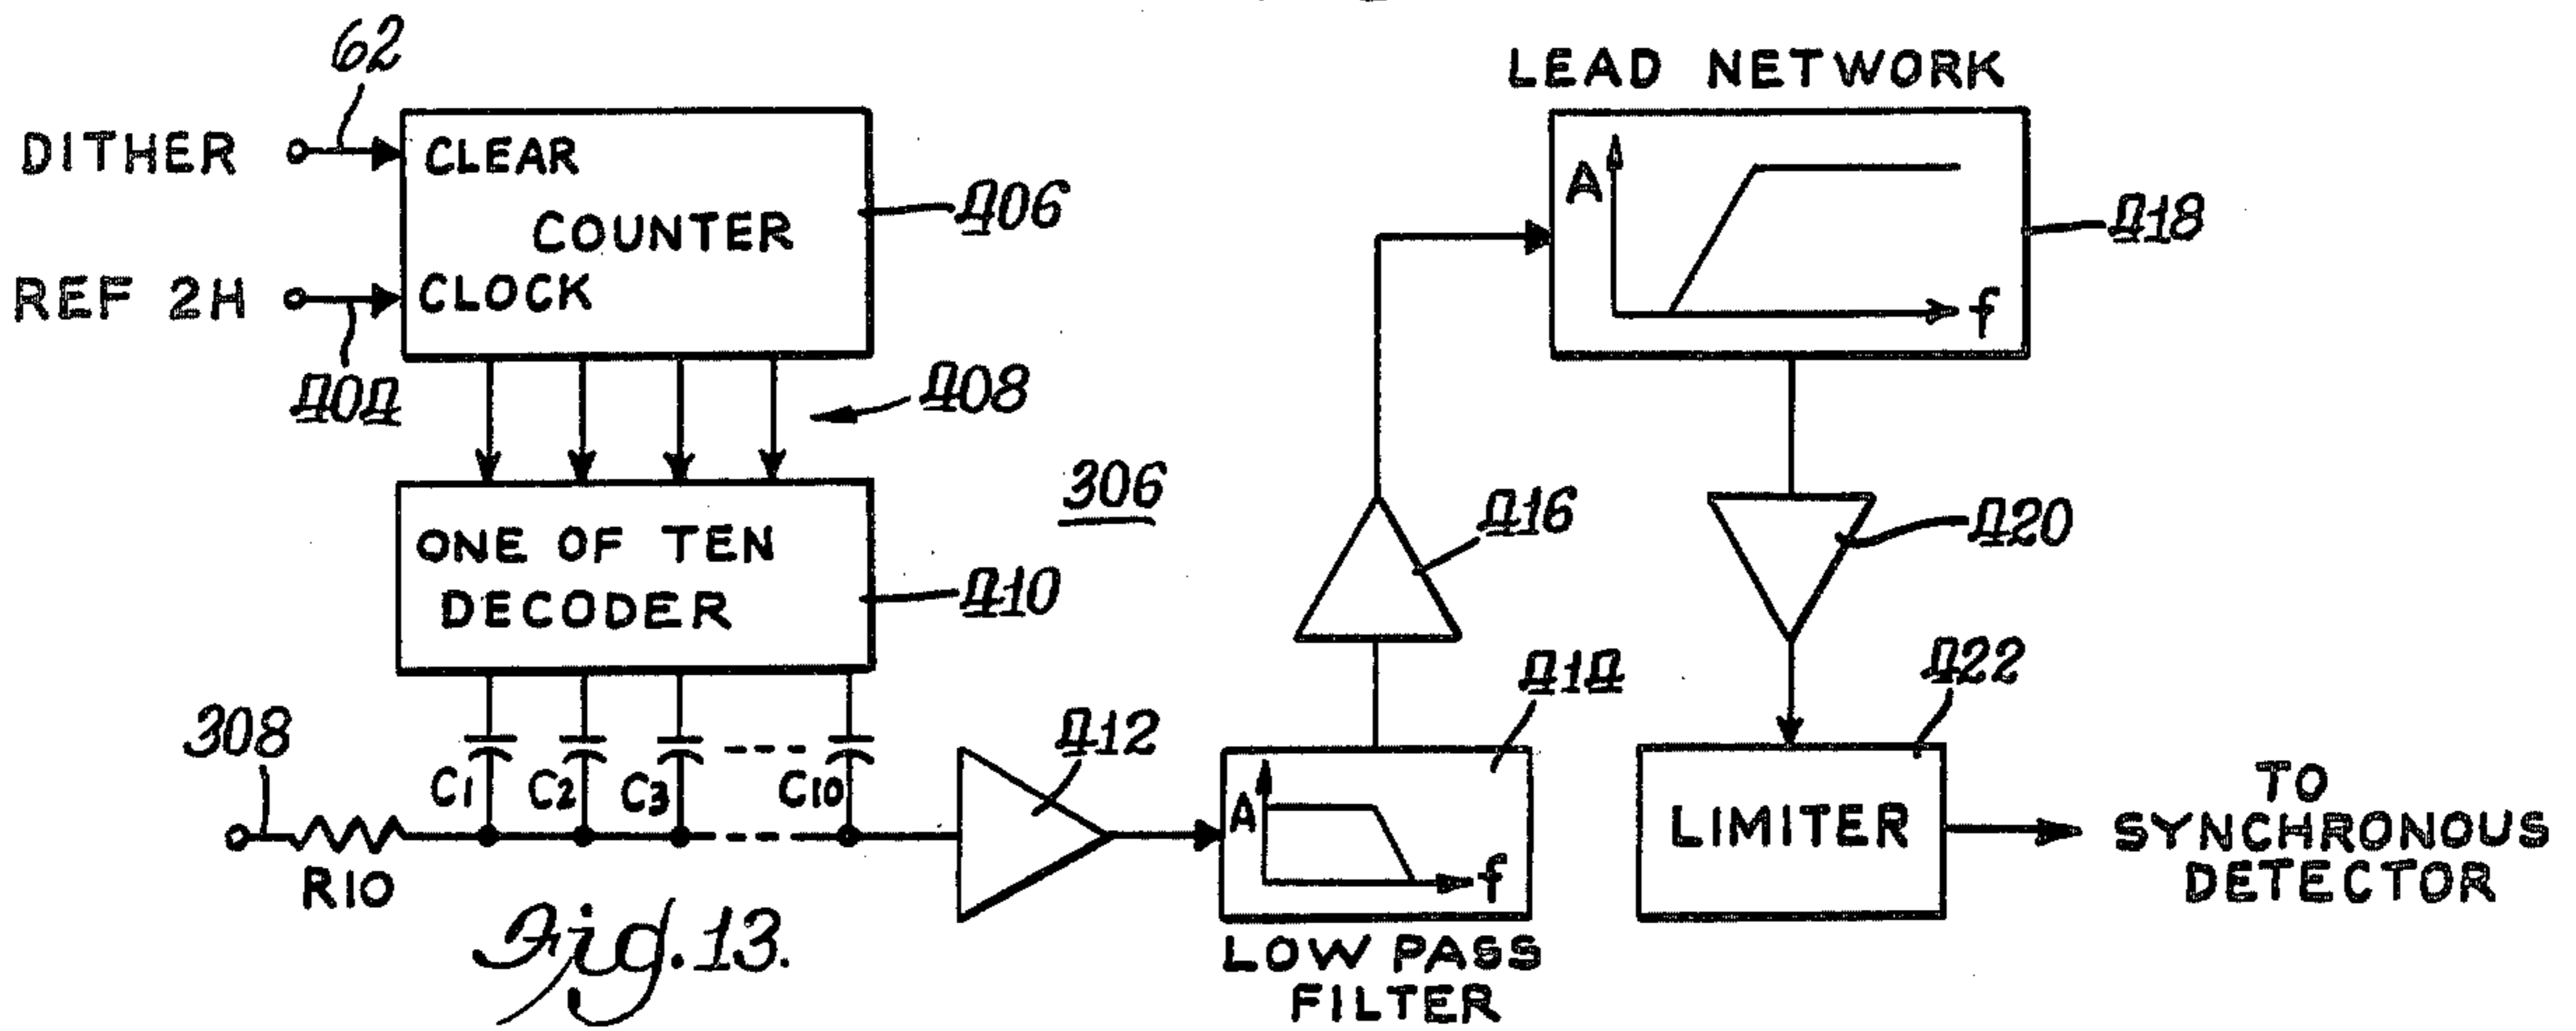 62
DITHER
CLEAR
COUNTER
406
REF 2H
CLOCK
404
408
ONE OF TEN
DECODER
410
306
308
C1
C2
C3
C10
R10
412
414
A
f
LOW PASS
FILTER
416
LEAD NETWORK
A
f
418
420
422
LIMITER
TO
SYNCHRONOUS
DETECTOR
Fig. 13.